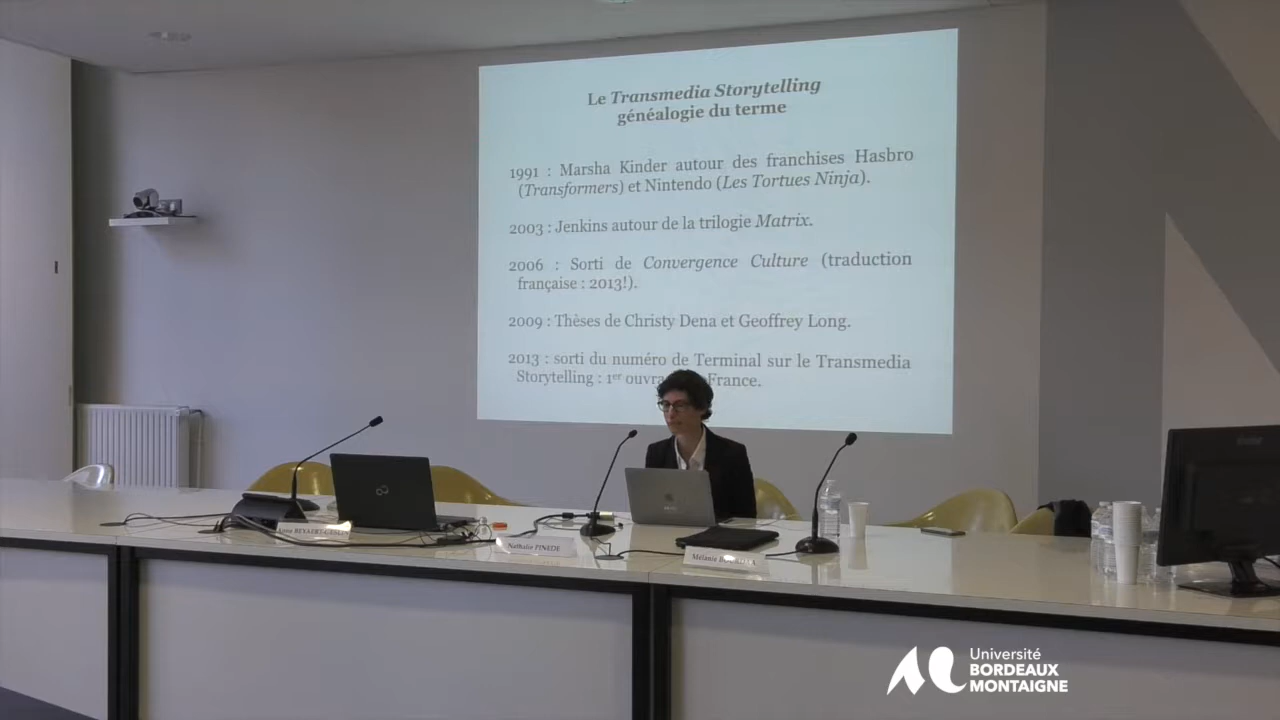 Le Transmedia Storytelling
généalogie du terme
1991 : Marsha Kinder autour des franchises Hasbro
(Transformers) et Nintendo (Les Tortues Ninja).
2003 : Jenkins autour de la trilogie Matrix.
2006 : Sorti de Convergence Culture (traduction
française : 2013!).
2009 : Thèses de Christy Dena et Geoffrey Long.
2013 : sorti du numéro de Terminal sur le Transmedia
Storytelling : 1er France.
Nathalie PINEDE
Mélanie
Université
BORDEAUX
MONTAIGNE